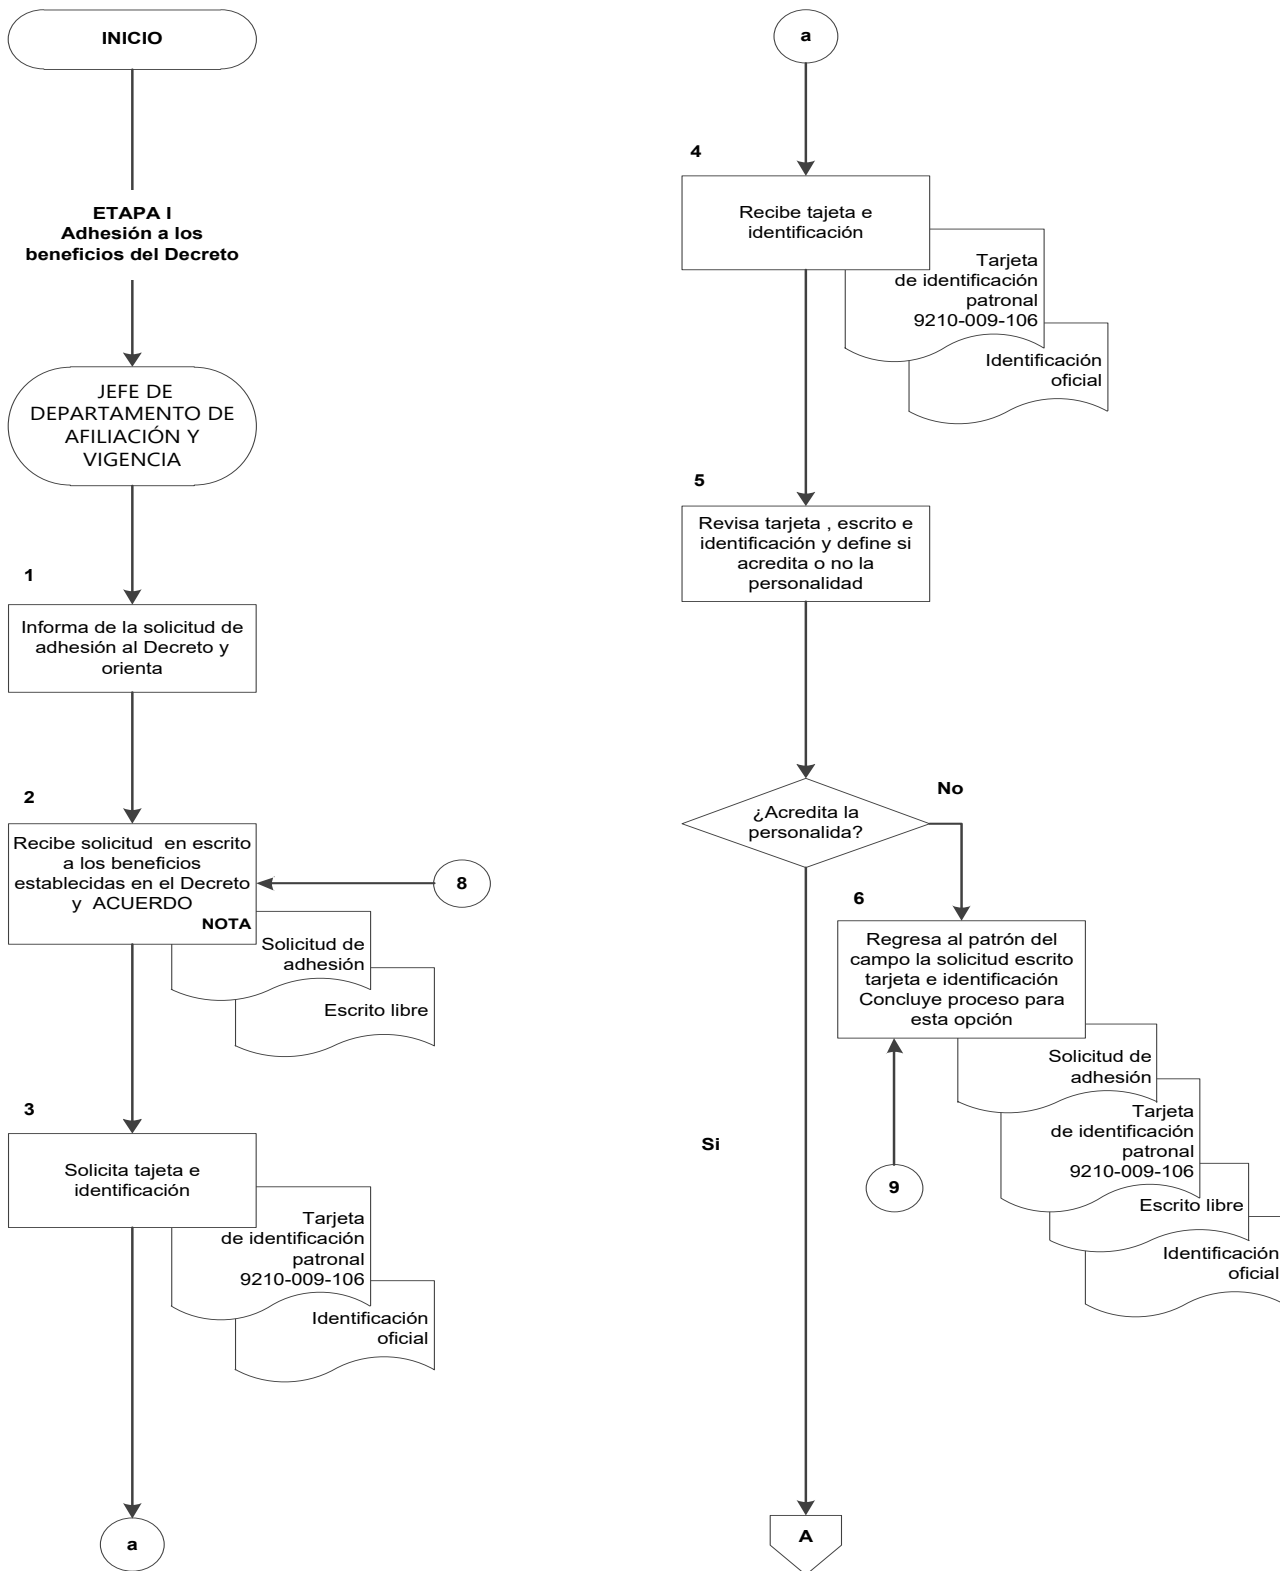 INICIO
ETAPA I
Adhesión a los
beneficios del Decreto
JEFE DE
DEPARTAMENTO DE
AFILIACIÓN Y
VIGENCIA
1
Informa de la solicitud de
adhesión al Decreto y
orienta
2
Recibe solicitud en escrito
a los beneficios
establecidas en el Decreto
y ACUERDO
NOTA
8
Solicitud de
adhesión
Escrito libre
3
Solicita tajeta e
identificación
Tarjeta
de identificación
patronal
9210-009-106
Identificación
oficial
a
a
4
Recibe tajeta e
identificación
Tarjeta
de identificación
patronal
9210-009-106
Identificación
oficial
5
Revisa tarjeta , escrito e
identificación y define si
acredita o no la
personalidad
¿Acredita la
personalida?
No
6
Regresa al patrón del
campo la solicitud escrito
tarjeta e identificación
Concluye proceso para
esta opción
Solicitud de
adhesión
Tarjeta
de identificación
patronal
9210-009-106
Escrito libre
Identificación
oficial
9
Si
A